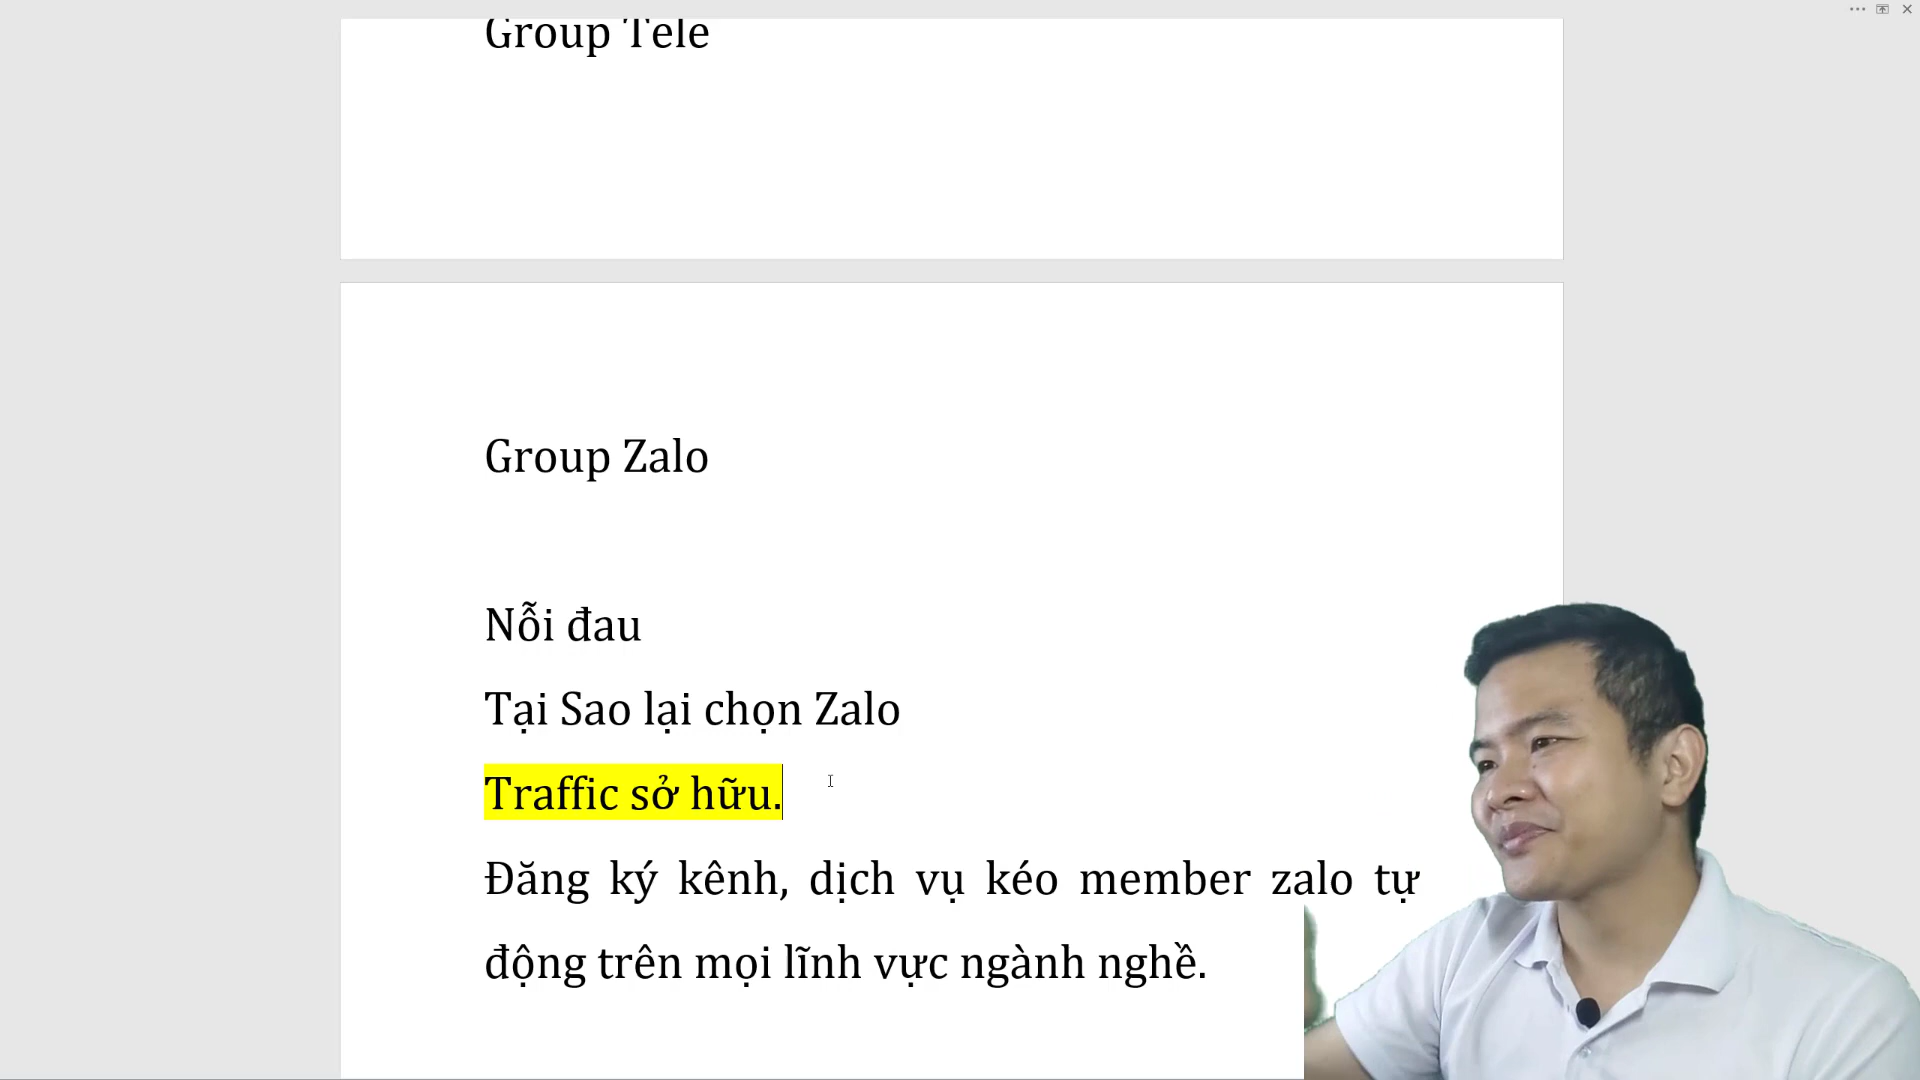 Group Tele
Group Zalo
Nỗi đau
Tại Sao lại chọn Zalo
Traffic sở hữu.
Đăng ký kênh, dịch vụ kéo member zalo tự
động trên mọi lĩnh vực ngành nghề.